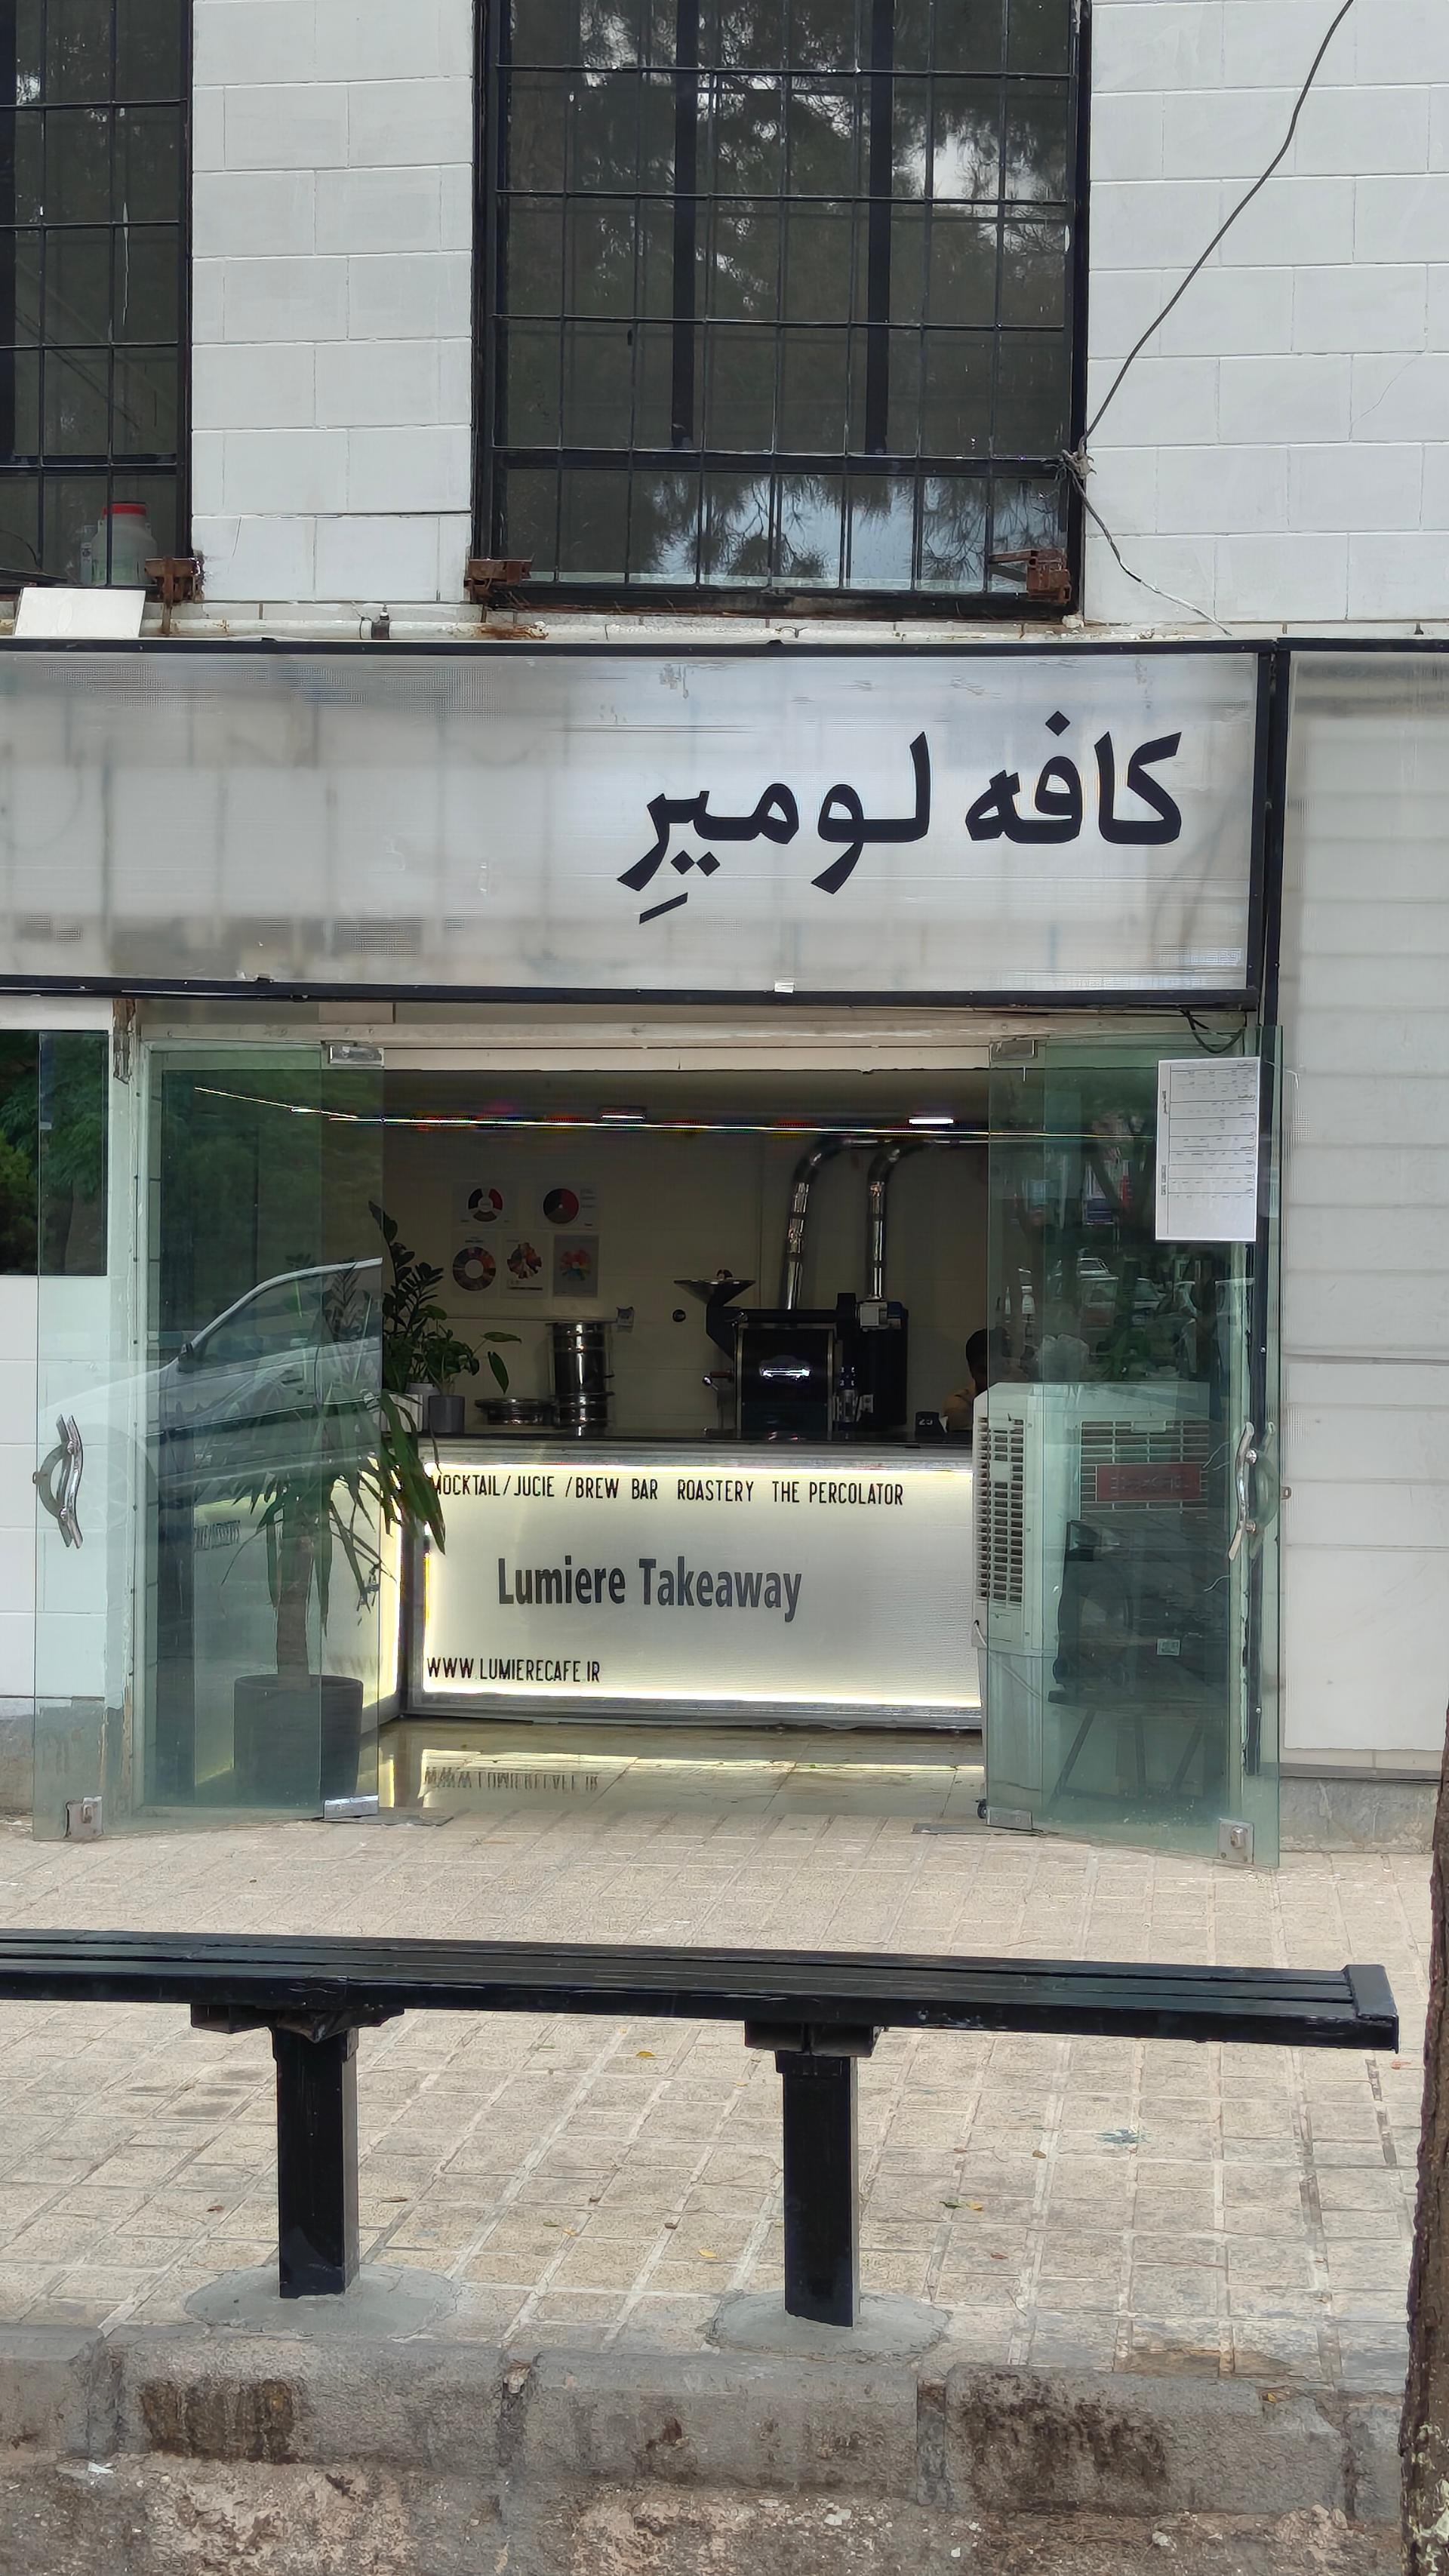 کافه لومیرِ
MOCKTAIL/JUCIE /BREW BAR ROASTERY THE PERCOLATOR
Lumiere Takeaway
WWW.LUMIERECAFE.IR